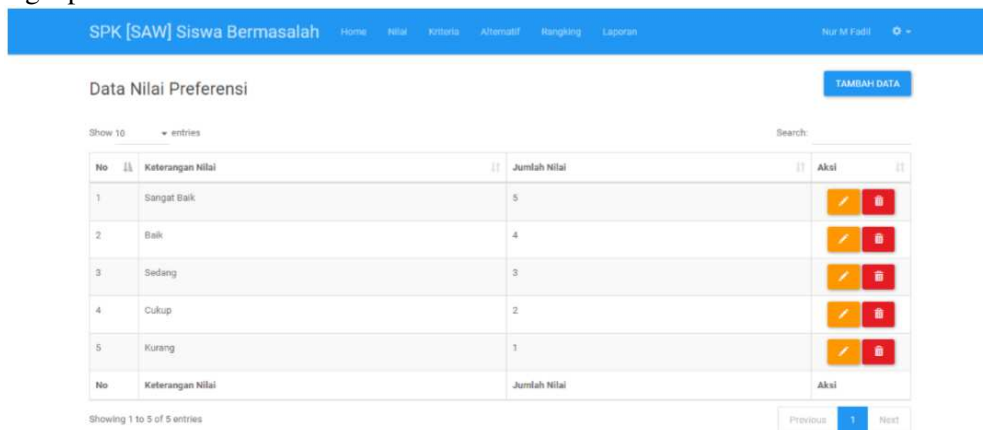 SPK [SAW] Siswa Bermasalah Home Nilai Kriteria Alternatif Rangking Laporan Nur M Fadil
Data Nilai Preferensi TAMBAH DATA
Show 10 entries Search:
No Keterangan Nilai Jumlah Nilai Aksi
1 Sangat Baik 5
2 Baik 4
3 Sedang 3
4 Cukup 2
5 Kurang 1
No Keterangan Nilai Jumlah Nilai Aksi
Showing 1 to 5 of 5 entries Previous 1 Next